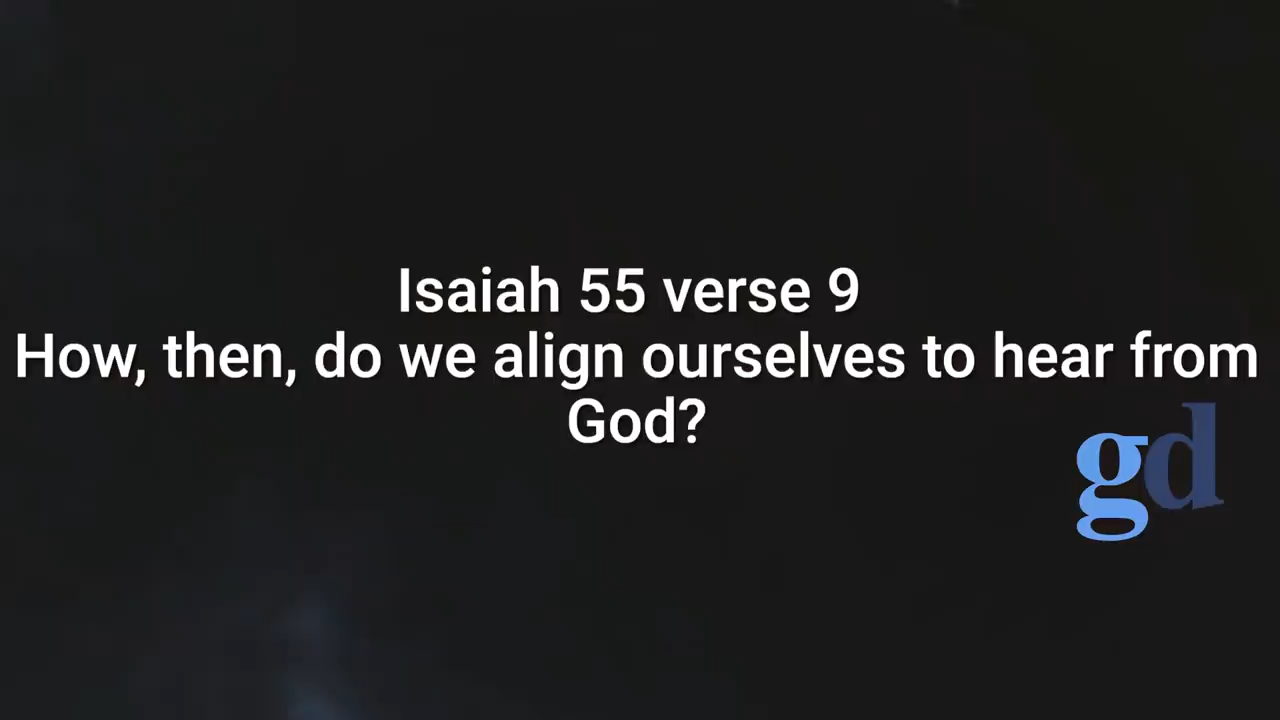 Isaiah 55 verse 9
How, then, do we align ourselves to hear from
God?
gd